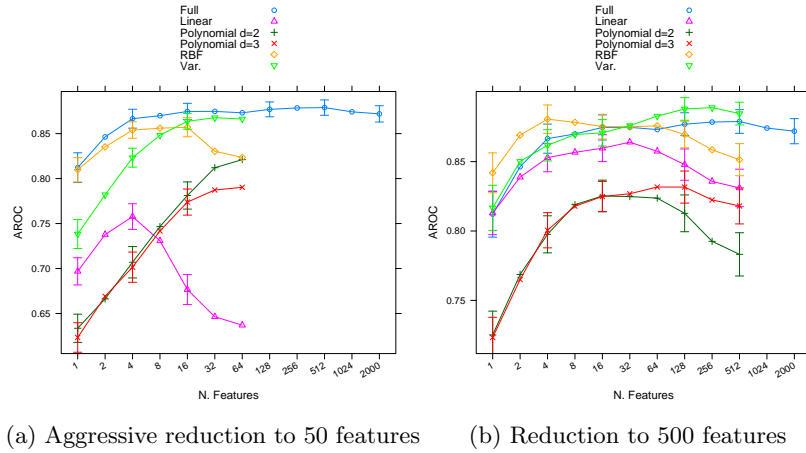 Full
Linear
Polynomial d=2
Polynomial d=3
RBF
Var.
AROC
0.85
0.80
0.75
0.70
0.65
1 2 4 8 16 32 64 128 256 512 1024 2000
N. Features
(a) Aggressive reduction to 50 features
Full
Linear
Polynomial d=2
Polynomial d=3
RBF
Var.
AROC
0.85
0.80
0.75
1 2 4 8 16 32 64 128 256 512 1024 2000
N. Features
(b) Reduction to 500 features